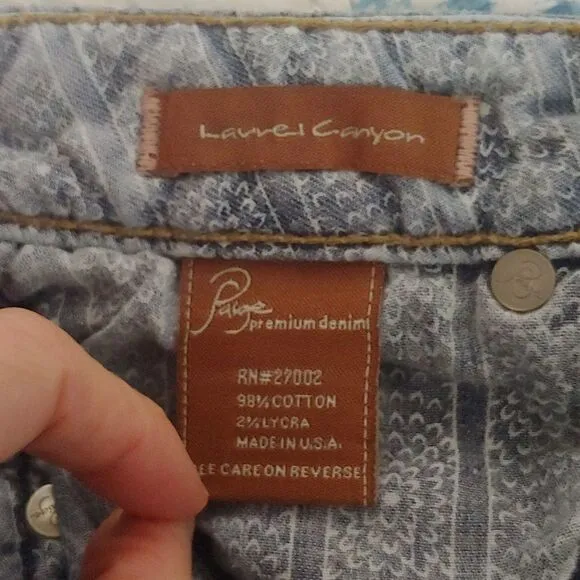 Laurel Canyon
Paige
premium denim
RN#27002
98% COTTON
2% LYCRA
MADE IN U.S.A.
EE CARE ON REVERSE